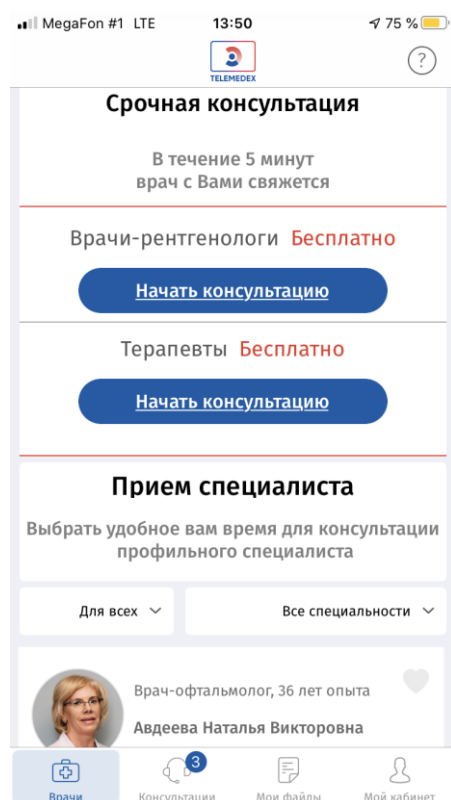 MegaFon #1 LTE 13:50 75 %
TELEMEDEX
?
Срочная консультация
В течение 5 минут
врач с Вами свяжется
Врачи-рентгенологи Бесплатно
Начать консультацию
Терапевты Бесплатно
Начать консультацию
Прием специалиста
Выбрать удобное вам время для консультации
профильного специалиста
Для всех Все специальности
Врач-офтальмолог, 36 лет опыта
Авдеева Наталья Викторовна
3
Врачи Консультации Мои файлы Мой кабинет